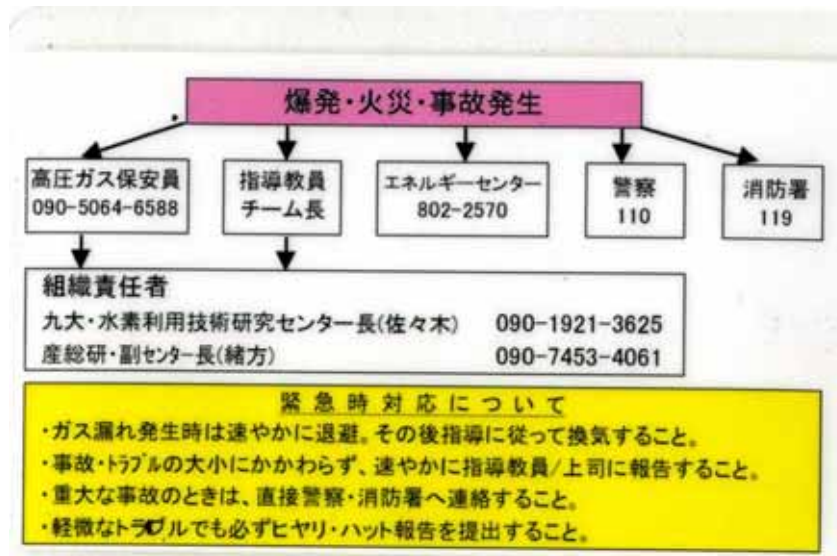 爆発・火災・事故発生
高圧ガス保安員
090-5064-6588
指導教員
チーム長
エネルギーセンター
802-2570
警察
110
消防署
119
組織責任者
九大・水素利用技術研究センター長(佐々木) 090-1921-3625
産総研・副センター長(緒方) 090-7453-4061
緊急時対応について
・ガス漏れ発生時は速やかに退避。その後指導に従って換気すること。
・事故・トラブルの大小にかかわらず、速やかに指導教員/上司に報告すること。
・重大な事故のときは、直接警察・消防署へ連絡すること。
・軽微なトラブルでも必ずヒヤリ・ハット報告を提出すること。